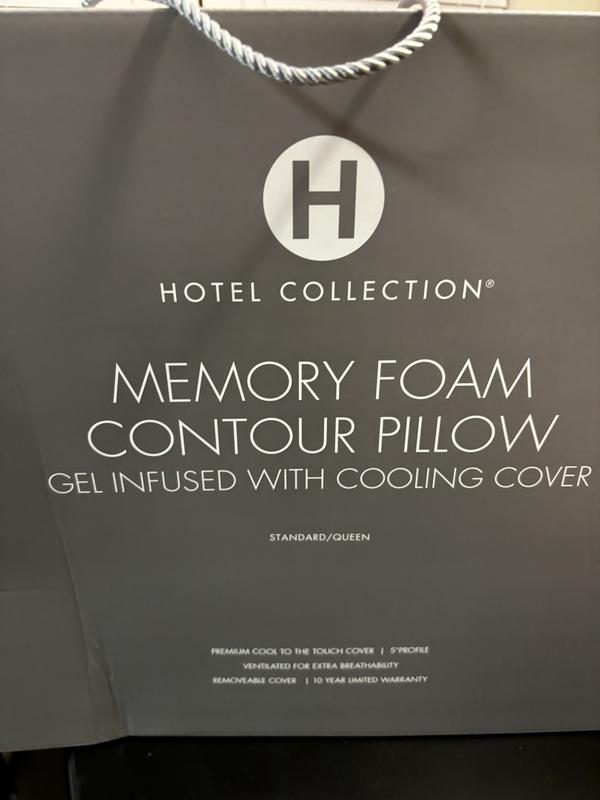 H
HOTEL COLLECTION®
MEMORY FOAM
CONTOUR PILLOW
GEL INFUSED WITH COOLING COVER
STANDARD/QUEEN
PREMIUM COOL TO THE TOUCH COVER | 5"PROFILE
VENTILATED FOR EXTRA BREATHABILITY
REMOVEABLE COVER | 10 YEAR LIMITED WARRANTY